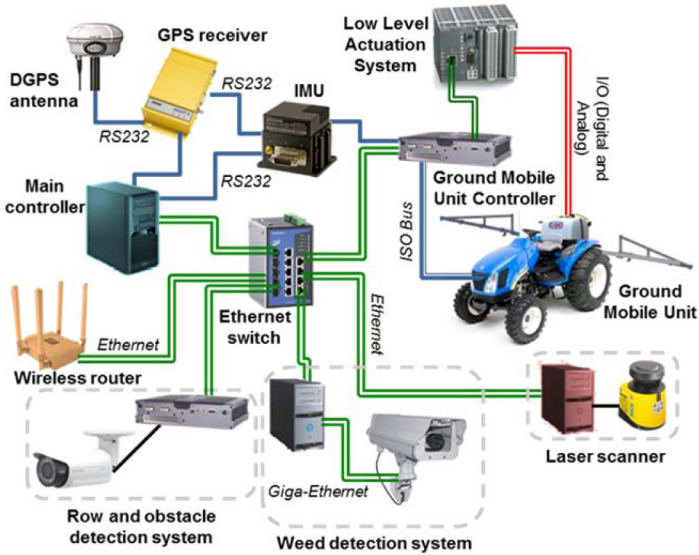 GPS receiver
Low Level
Actuation
System
DGPS
antenna
RS232
IMU
RS232
I/O (Digital and
Analog)
RS232
Main
controller
Ground Mobile
Unit Controller
ISO Bus
Ethernet
switch
Ethernet
Ground
Mobile Unit
Ethernet
Wireless router
Laser scanner
Giga-Ethernet
Row and obstacle
detection system
Weed detection system